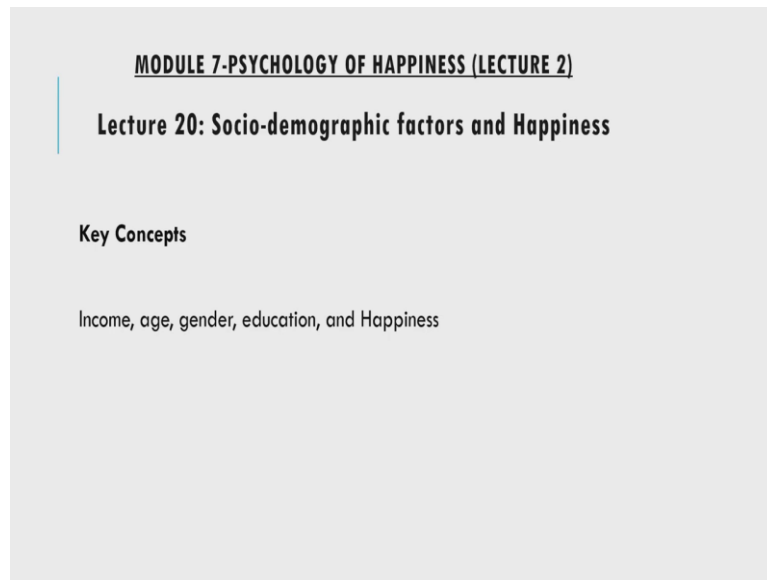 MODULE 7-PSYCHOLOGY OF HAPPINESS (LECTURE 2)
Lecture 20: Socio-demographic factors and Happiness
Key Concepts
Income, age, gender, education, and Happiness